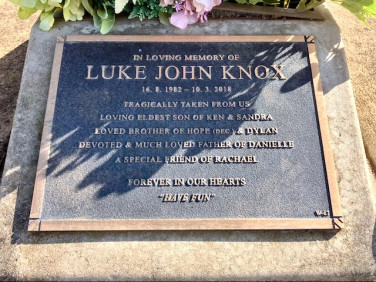 IN LOVING MEMORY OF
LUKE JOHN KNOX
16. 8. 1982 – 10. 3. 2018
TRAGICALLY TAKEN FROM US
LOVING ELDEST SON OF KEN & SANDRA
LOVED BROTHER OF HOPE (DEC.) & DYLAN
DEVOTED & MUCH LOVED FATHER OF DANIELLE
A SPECIAL FRIEND OF RACHAEL
FOREVER IN OUR HEARTS
"HAVE FUN"